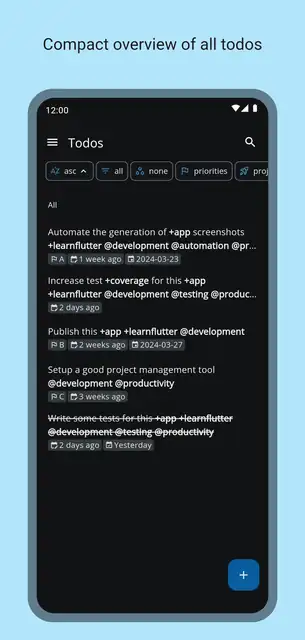 Compact overview of all todos
12:00
Todos
asc all none priorities proj
All
Automate the generation of +app screenshots
+learnflutter @development @automation @pr...
A 1 week ago 2024-03-23
Increase test +coverage for this +app
+learnflutter @development @testing @produc...
2 days ago
Publish this +app +learnflutter @development
B 2 weeks ago 2024-03-27
Setup a good project management tool
@development @productivity
C 3 weeks ago
Write some tests for this +app +learnflutter
@development @testing @productivity
2 days ago Yesterday